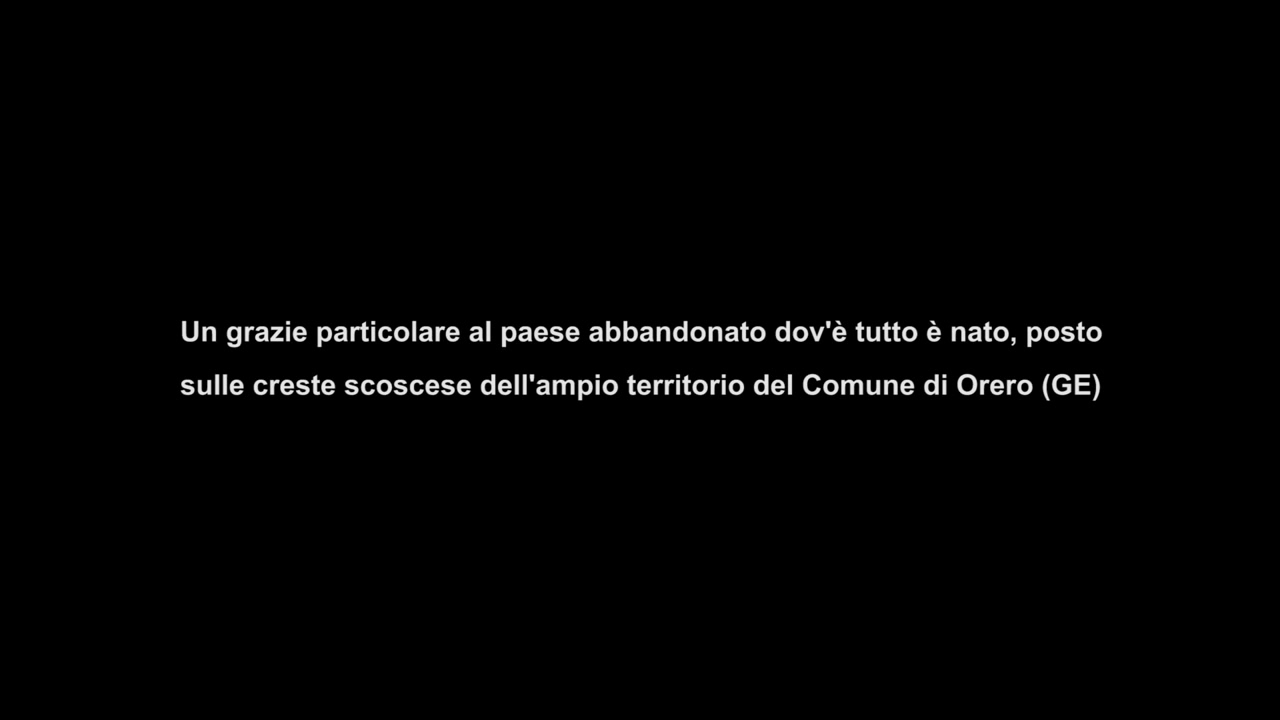 Un grazie particolare al paese abbandonato dov'è tutto è nato, posto
sulle creste scoscese dell'ampio territorio del Comune di Orero (GE)